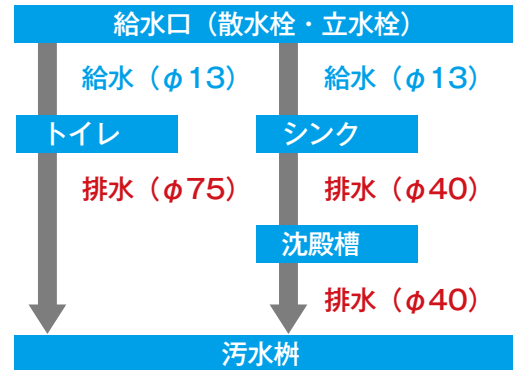 給水口（散水栓・立水栓）
給水（φ13） 給水（φ13）
トイレ シンク
排水（φ75） 排水（φ40）
沈殿槽
排水（φ40）
汚水桝